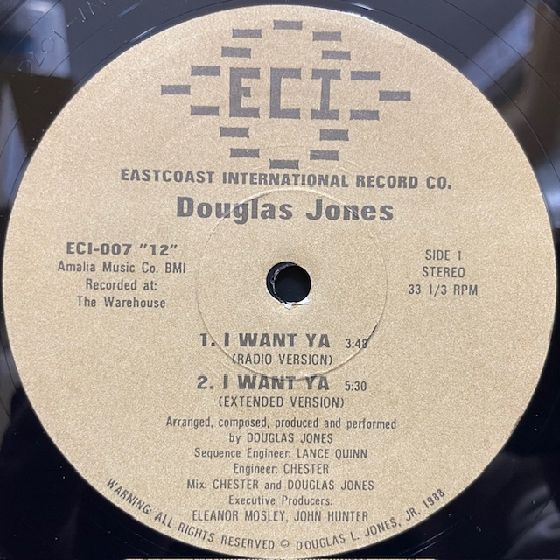 ECI
EASTCOAST INTERNATIONAL RECORD CO.
Douglas Jones
ECI-007 "12"
Amalia Music Co. BMI
Recorded at:
The Warehouse
SIDE 1
STEREO
33 1/3 RPM
1. I WANT YA 3:48
(RADIO VERSION)
2. I WANT YA 5:30
(EXTENDED VERSION)
Arranged, composed, produced and performed
by DOUGLAS JONES
Sequence Engineer: LANCE QUINN
Engineer: CHESTER
Mix: CHESTER and DOUGLAS JONES
Executive Producers:
ELEANOR MOSLEY, JOHN HUNTER
WARNING: ALL RIGHTS RESERVED © DOUGLAS L. JONES, JR. 1988